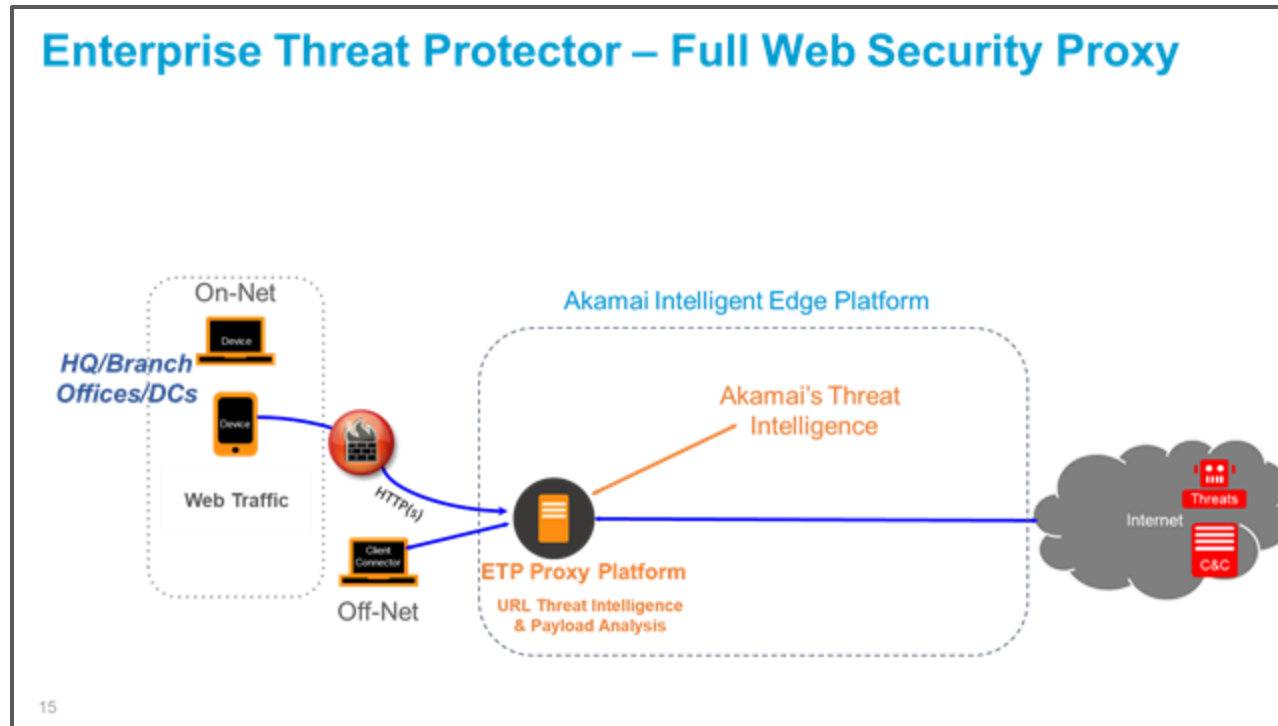 Enterprise Threat Protector – Full Web Security Proxy
On-Net
Device
HQ/Branch
Offices/DCs
Device
Web Traffic
HTTP(s)
Client
Connector
Off-Net
Akamai Intelligent Edge Platform
Akamai's Threat
Intelligence
ETP Proxy Platform
URL Threat Intelligence
& Payload Analysis
Internet
Threats
C&C
15